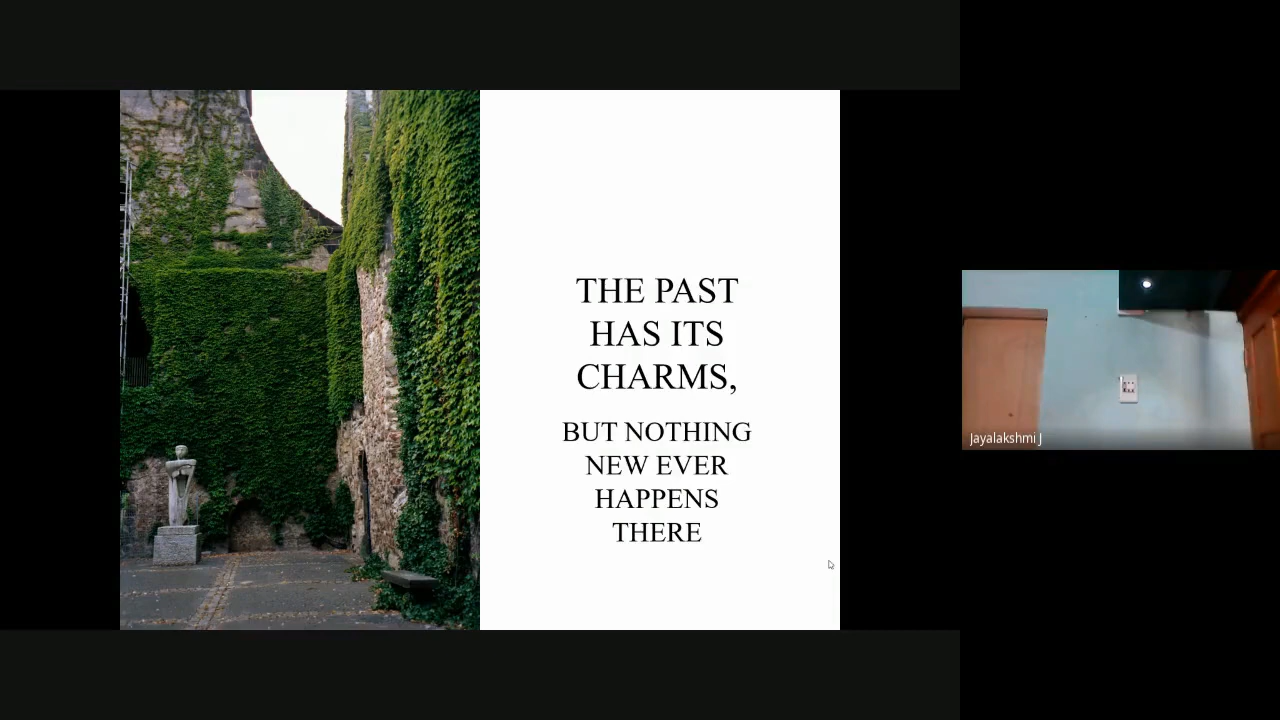 THE PAST
HAS ITS
CHARMS,
BUT NOTHING
NEW EVER
HAPPENS
THERE
Jayalakshmi J